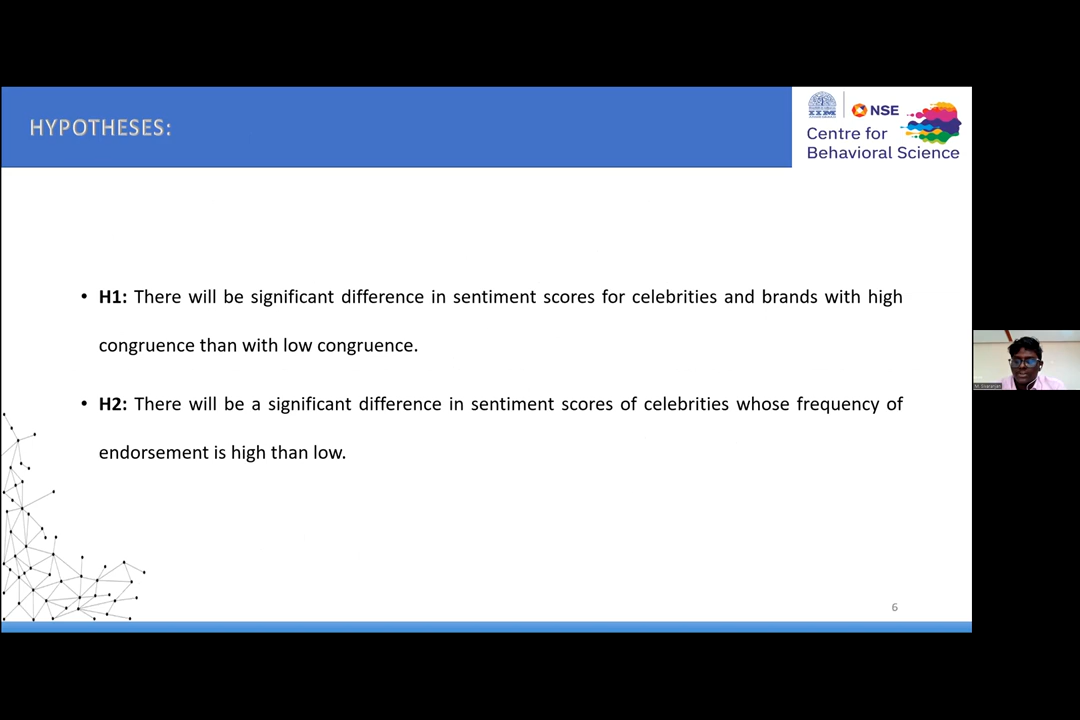 HYPOTHESES:
IIM
NSE
Centre for
Behavioral Science
• H1: There will be significant difference in sentiment scores for celebrities and brands with high
congruence than with low congruence.
• H2: There will be a significant difference in sentiment scores of celebrities whose frequency of
endorsement is high than low.
6